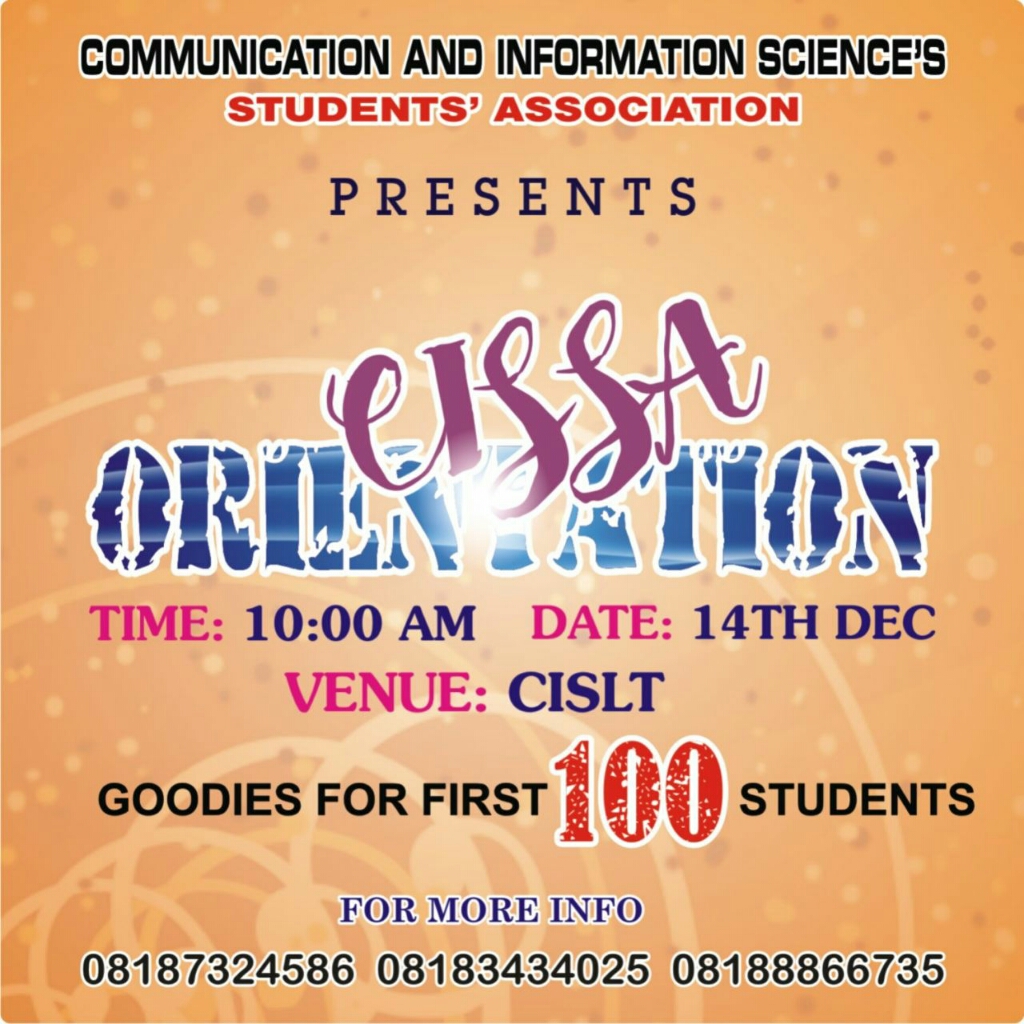 COMMUNICATION AND INFORMATION SCIENCE'S
STUDENTS' ASSOCIATION
PRESENTS
CISSA
ORIENTATION
TIME: 10:00 AM DATE: 14TH DEC
VENUE: CISLT
GOODIES FOR FIRST 100 STUDENTS
FOR MORE INFO
08187324586 08183434025 08188866735